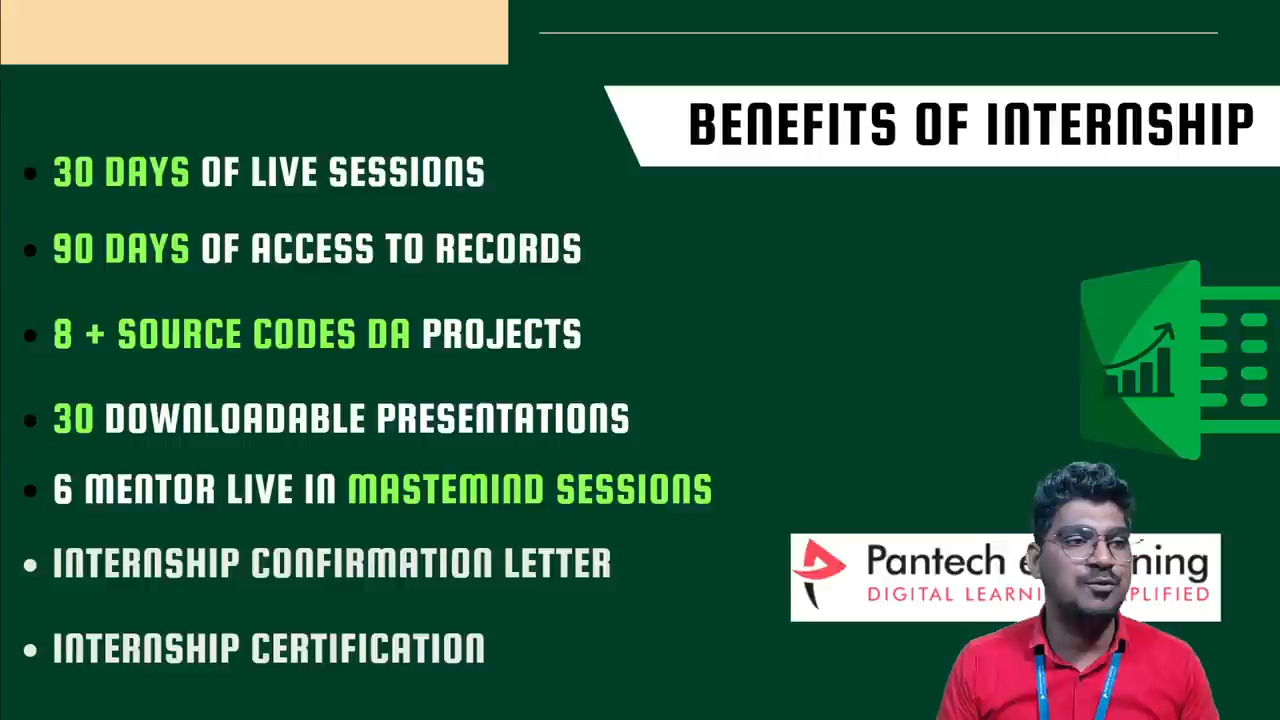 BENEFITS OF INTERNSHIP
30 DAYS OF LIVE SESSIONS
90 DAYS OF ACCESS TO RECORDS
8 + SOURCE CODES DA PROJECTS
30 DOWNLOADABLE PRESENTATIONS
6 MENTOR LIVE IN MASTEMIND SESSIONS
INTERNSHIP CONFIRMATION LETTER
INTERNSHIP CERTIFICATION
Pantech
DIGITAL